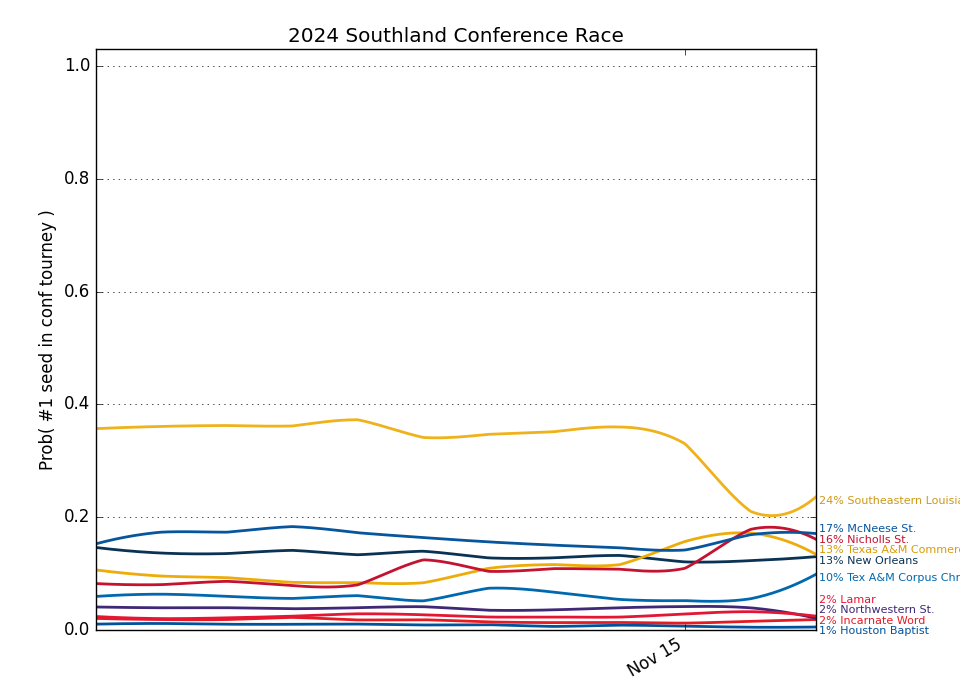 2024 Southland Conference Race
Prob( #1 seed in conf tourney )
1.0
0.8
0.6
0.4
0.2
0.0
Nov 15
24% Southeastern Louisia
17% McNeese St.
16% Nicholls St.
13% Texas A&M Commerc
13% New Orleans
10% Tex A&M Corpus Chr
2% Lamar
2% Northwestern St.
2% Incarnate Word
1% Houston Baptist